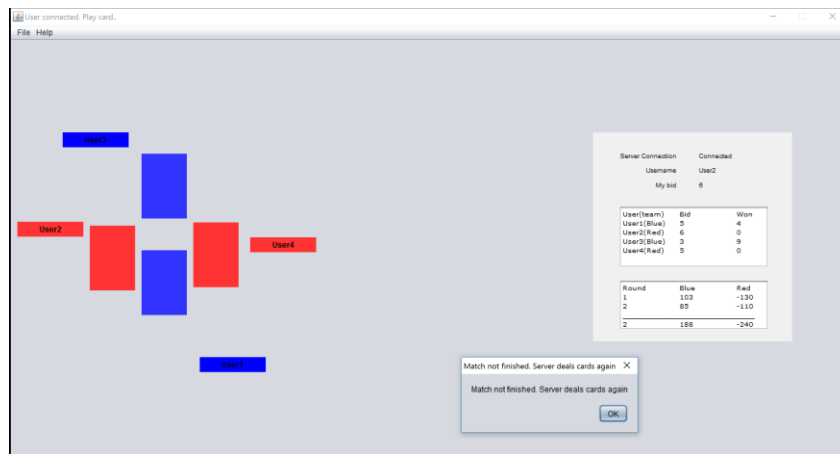 User connected. Play card..
File Help
User3
User2
User4
User1
Server Connection Connected
Username User2
My bid 6
User(team) Bid Won
User1(Blue) 5 4
User2(Red) 6 0
User3(Blue) 3 9
User4(Red) 5 0
Round Blue Red
1 103 -130
2 85 -110
2 188 -240
Match not finished. Server deals cards again
Match not finished. Server deals cards again
OK